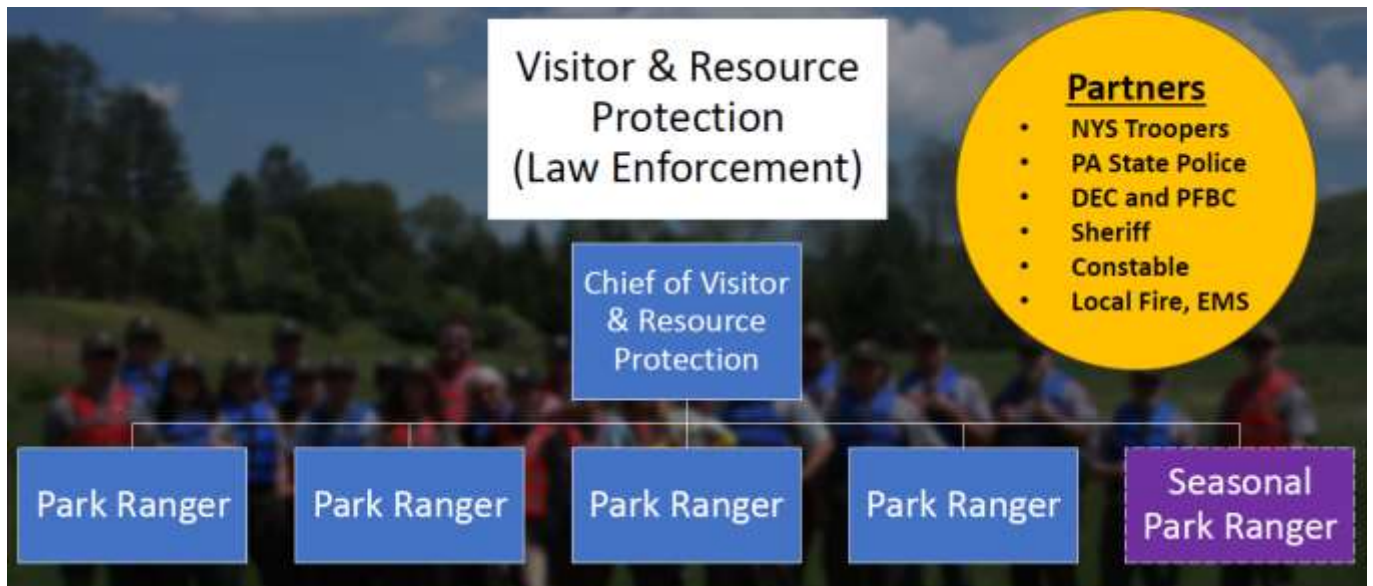 Visitor & Resource
Protection
(Law Enforcement)
Partners
• NYS Troopers
• PA State Police
• DEC and PFBC
• Sheriff
• Constable
• Local Fire, EMS
Chief of Visitor
& Resource
Protection
Park Ranger
Park Ranger
Park Ranger
Park Ranger
Seasonal
Park Ranger